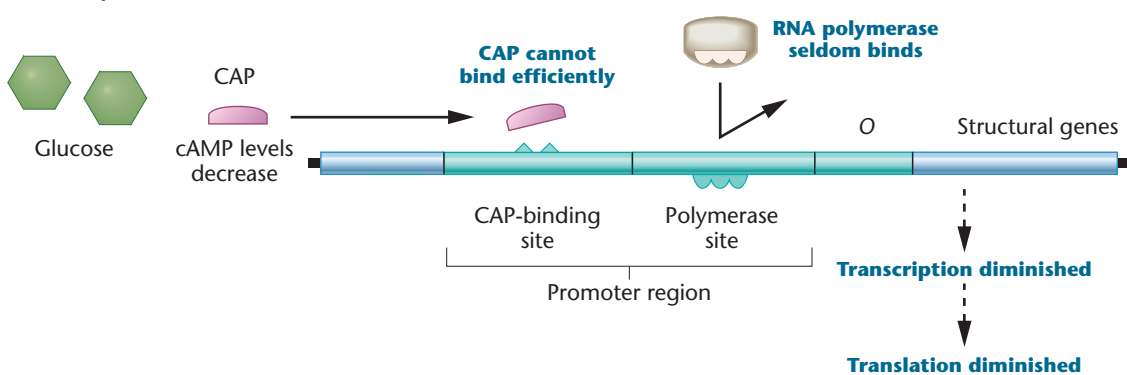 RNA polymerase
seldom binds
CAP cannot
bind efficiently
CAP
Glucose
cAMP levels
decrease
O
Structural genes
CAP-binding
site
Polymerase
site
Promoter region
Transcription diminished
Translation diminished